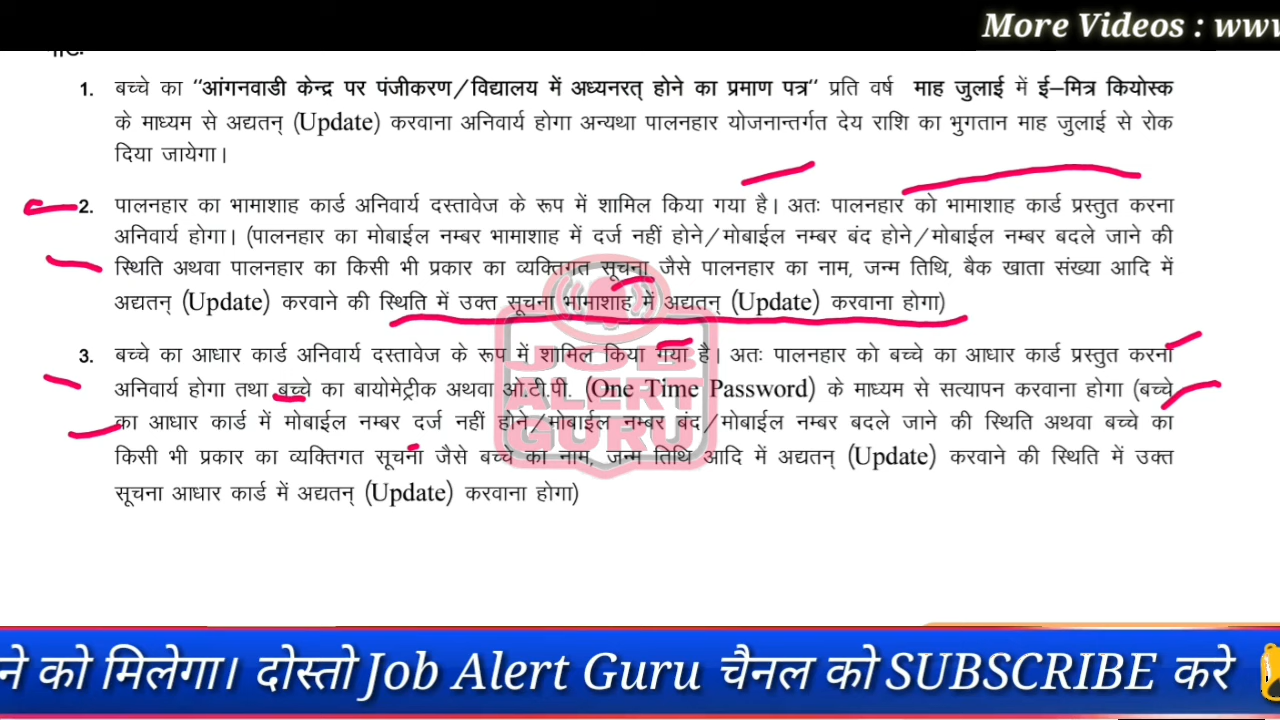 More Videos : www
नोट:
1. बच्चे का "आंगनवाडी केन्द्र पर पंजीकरण/विद्यालय में अध्यनरत् होने का प्रमाण पत्र" प्रति वर्ष माह जुलाई में ई–मित्र कियोस्क
के माध्यम से अद्यतन् (Update) करवाना अनिवार्य होगा अन्यथा पालनहार योजनान्तर्गत देय राशि का भुगतान माह जुलाई से रोक
दिया जायेगा।
2. पालनहार का भामाशाह कार्ड अनिवार्य दस्तावेज के रूप में शामिल किया गया है। अतः पालनहार को भामाशाह कार्ड प्रस्तुत करना
अनिवार्य होगा। (पालनहार का मोबाईल नम्बर भामाशाह में दर्ज नहीं होने/मोबाईल नम्बर बंद होने/मोबाईल नम्बर बदले जाने की
स्थिति अथवा पालनहार का किसी भी प्रकार का व्यक्तिगत सूचना जैसे पालनहार का नाम, जन्म तिथि, बैक खाता संख्या आदि में
अद्यतन् (Update) करवाने की स्थिति में उक्त सूचना भामाशाह में अद्यतन् (Update) करवाना होगा)
3. बच्चे का आधार कार्ड अनिवार्य दस्तावेज के रूप में शामिल किया गया है। अतः पालनहार को बच्चे का आधार कार्ड प्रस्तुत करना
अनिवार्य होगा तथा बच्चे का बायोमेट्रीक अथवा ओ.टी.पी. (One Time Password) के माध्यम से सत्यापन करवाना होगा (बच्चे
का आधार कार्ड में मोबाईल नम्बर दर्ज नहीं होने/मोबाईल नम्बर बंद/मोबाईल नम्बर बदले जाने की स्थिति अथवा बच्चे का
किसी भी प्रकार का व्यक्तिगत सूचना जैसे बच्चे का नाम, जन्म तिथि आदि में अद्यतन् (Update) करवाने की स्थिति में उक्त
सूचना आधार कार्ड में अद्यतन् (Update) करवाना होगा)
JOB
ALERT
GURU
ने को मिलेगा। दोस्तो Job Alert Guru चैनल को SUBSCRIBE करे